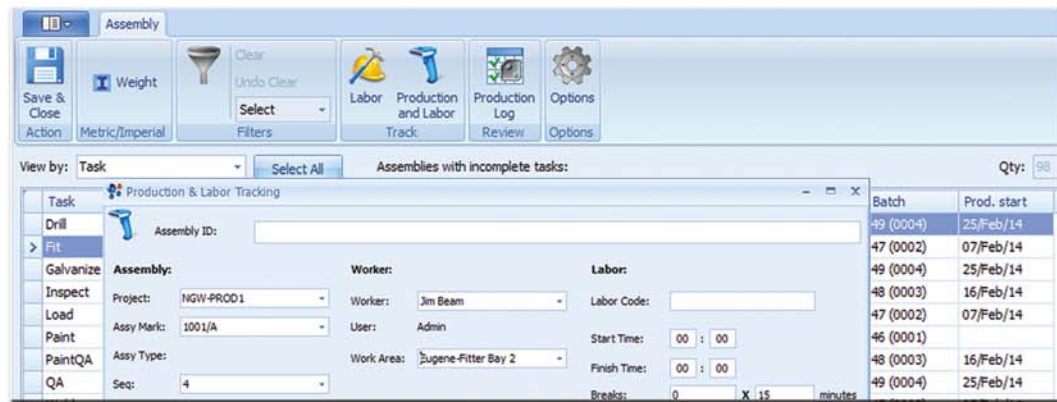 Assembly
Save & Close
Weight
Clear
Undo Clear
Select
Labor
Production and Labor
Production Log
Options
Action
Metric/Imperial
Filters
Track
Review
Options
View by: Task
Select All
Assemblies with incomplete tasks:
Qty: 98
Task
Production & Labor Tracking
Batch
Prod. start
Drill
Assembly ID:
49 (0004)
25/Feb/14
Fit
47 (0002)
07/Feb/14
Galvanize
Assembly:
Worker:
Labor:
49 (0004)
25/Feb/14
Inspect
Project: NGW-PROD1
Worker: Jim Beam
Labor Code:
48 (0003)
16/Feb/14
Load
47 (0002)
07/Feb/14
Paint
Assy Mark: 1001/A
User: Admin
Start Time: 00 : 00
46 (0001)
PaintQA
Assy Type:
Work Area: Eugene-Fitter Bay 2
Finish Time: 00 : 00
48 (0003)
16/Feb/14
QA
Seq: 4
Breaks: 0 X 15 minutes
49 (0004)
25/Feb/14